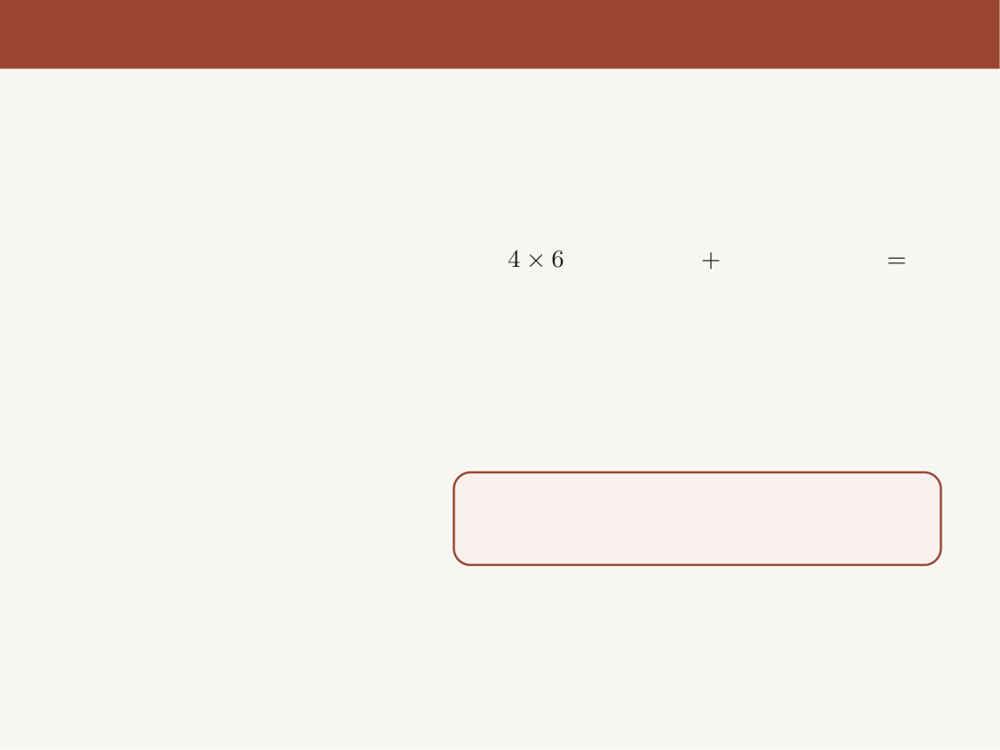 4 × 6 + =